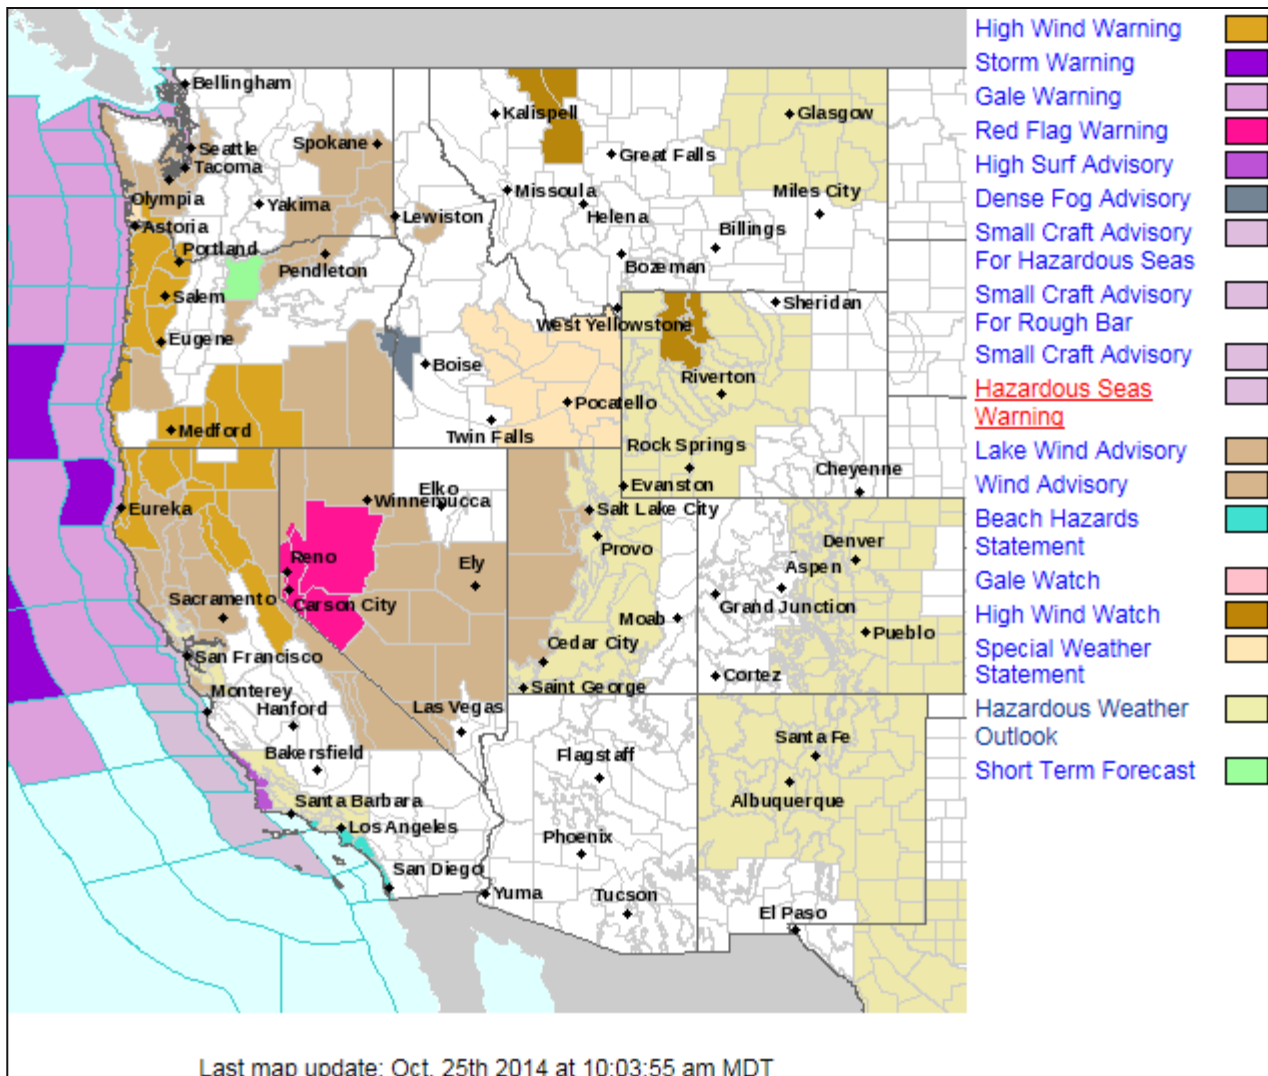 Bellingham
Kalispell
Glasgow
Spokane
Seattle
Great Falls
Tacoma
Missoula
Miles City
Olympia
Yakima
Lewiston
Helena
Astoria
Billings
Portland
Pendleton
Bozeman
Salem
Sheridan
West Yellowstone
Eugene
Boise
Riverton
Pocatello
Medford
Twin Falls
Rock Springs
Cheyenne
Elko
Evanston
Winnemucca
Eureka
Salt Lake City
Denver
Provo
Reno
Ely
Aspen
Sacramento
Carson City
Grand Junction
Moab
Pueblo
Cedar City
San Francisco
Cortez
Saint George
Monterey
Hanford
Las Vegas
Santa Fe
Bakersfield
Flagstaff
Santa Barbara
Albuquerque
Los Angeles
Phoenix
San Diego
Yuma
Tucson
El Paso
High Wind Warning
Storm Warning
Gale Warning
Red Flag Warning
High Surf Advisory
Dense Fog Advisory
Small Craft Advisory
For Hazardous Seas
Small Craft Advisory
For Rough Bar
Small Craft Advisory
Hazardous Seas
Warning
Lake Wind Advisory
Wind Advisory
Beach Hazards
Statement
Gale Watch
High Wind Watch
Special Weather
Statement
Hazardous Weather
Outlook
Short Term Forecast
Last map update: Oct. 25th 2014 at 10:03:55 am MDT